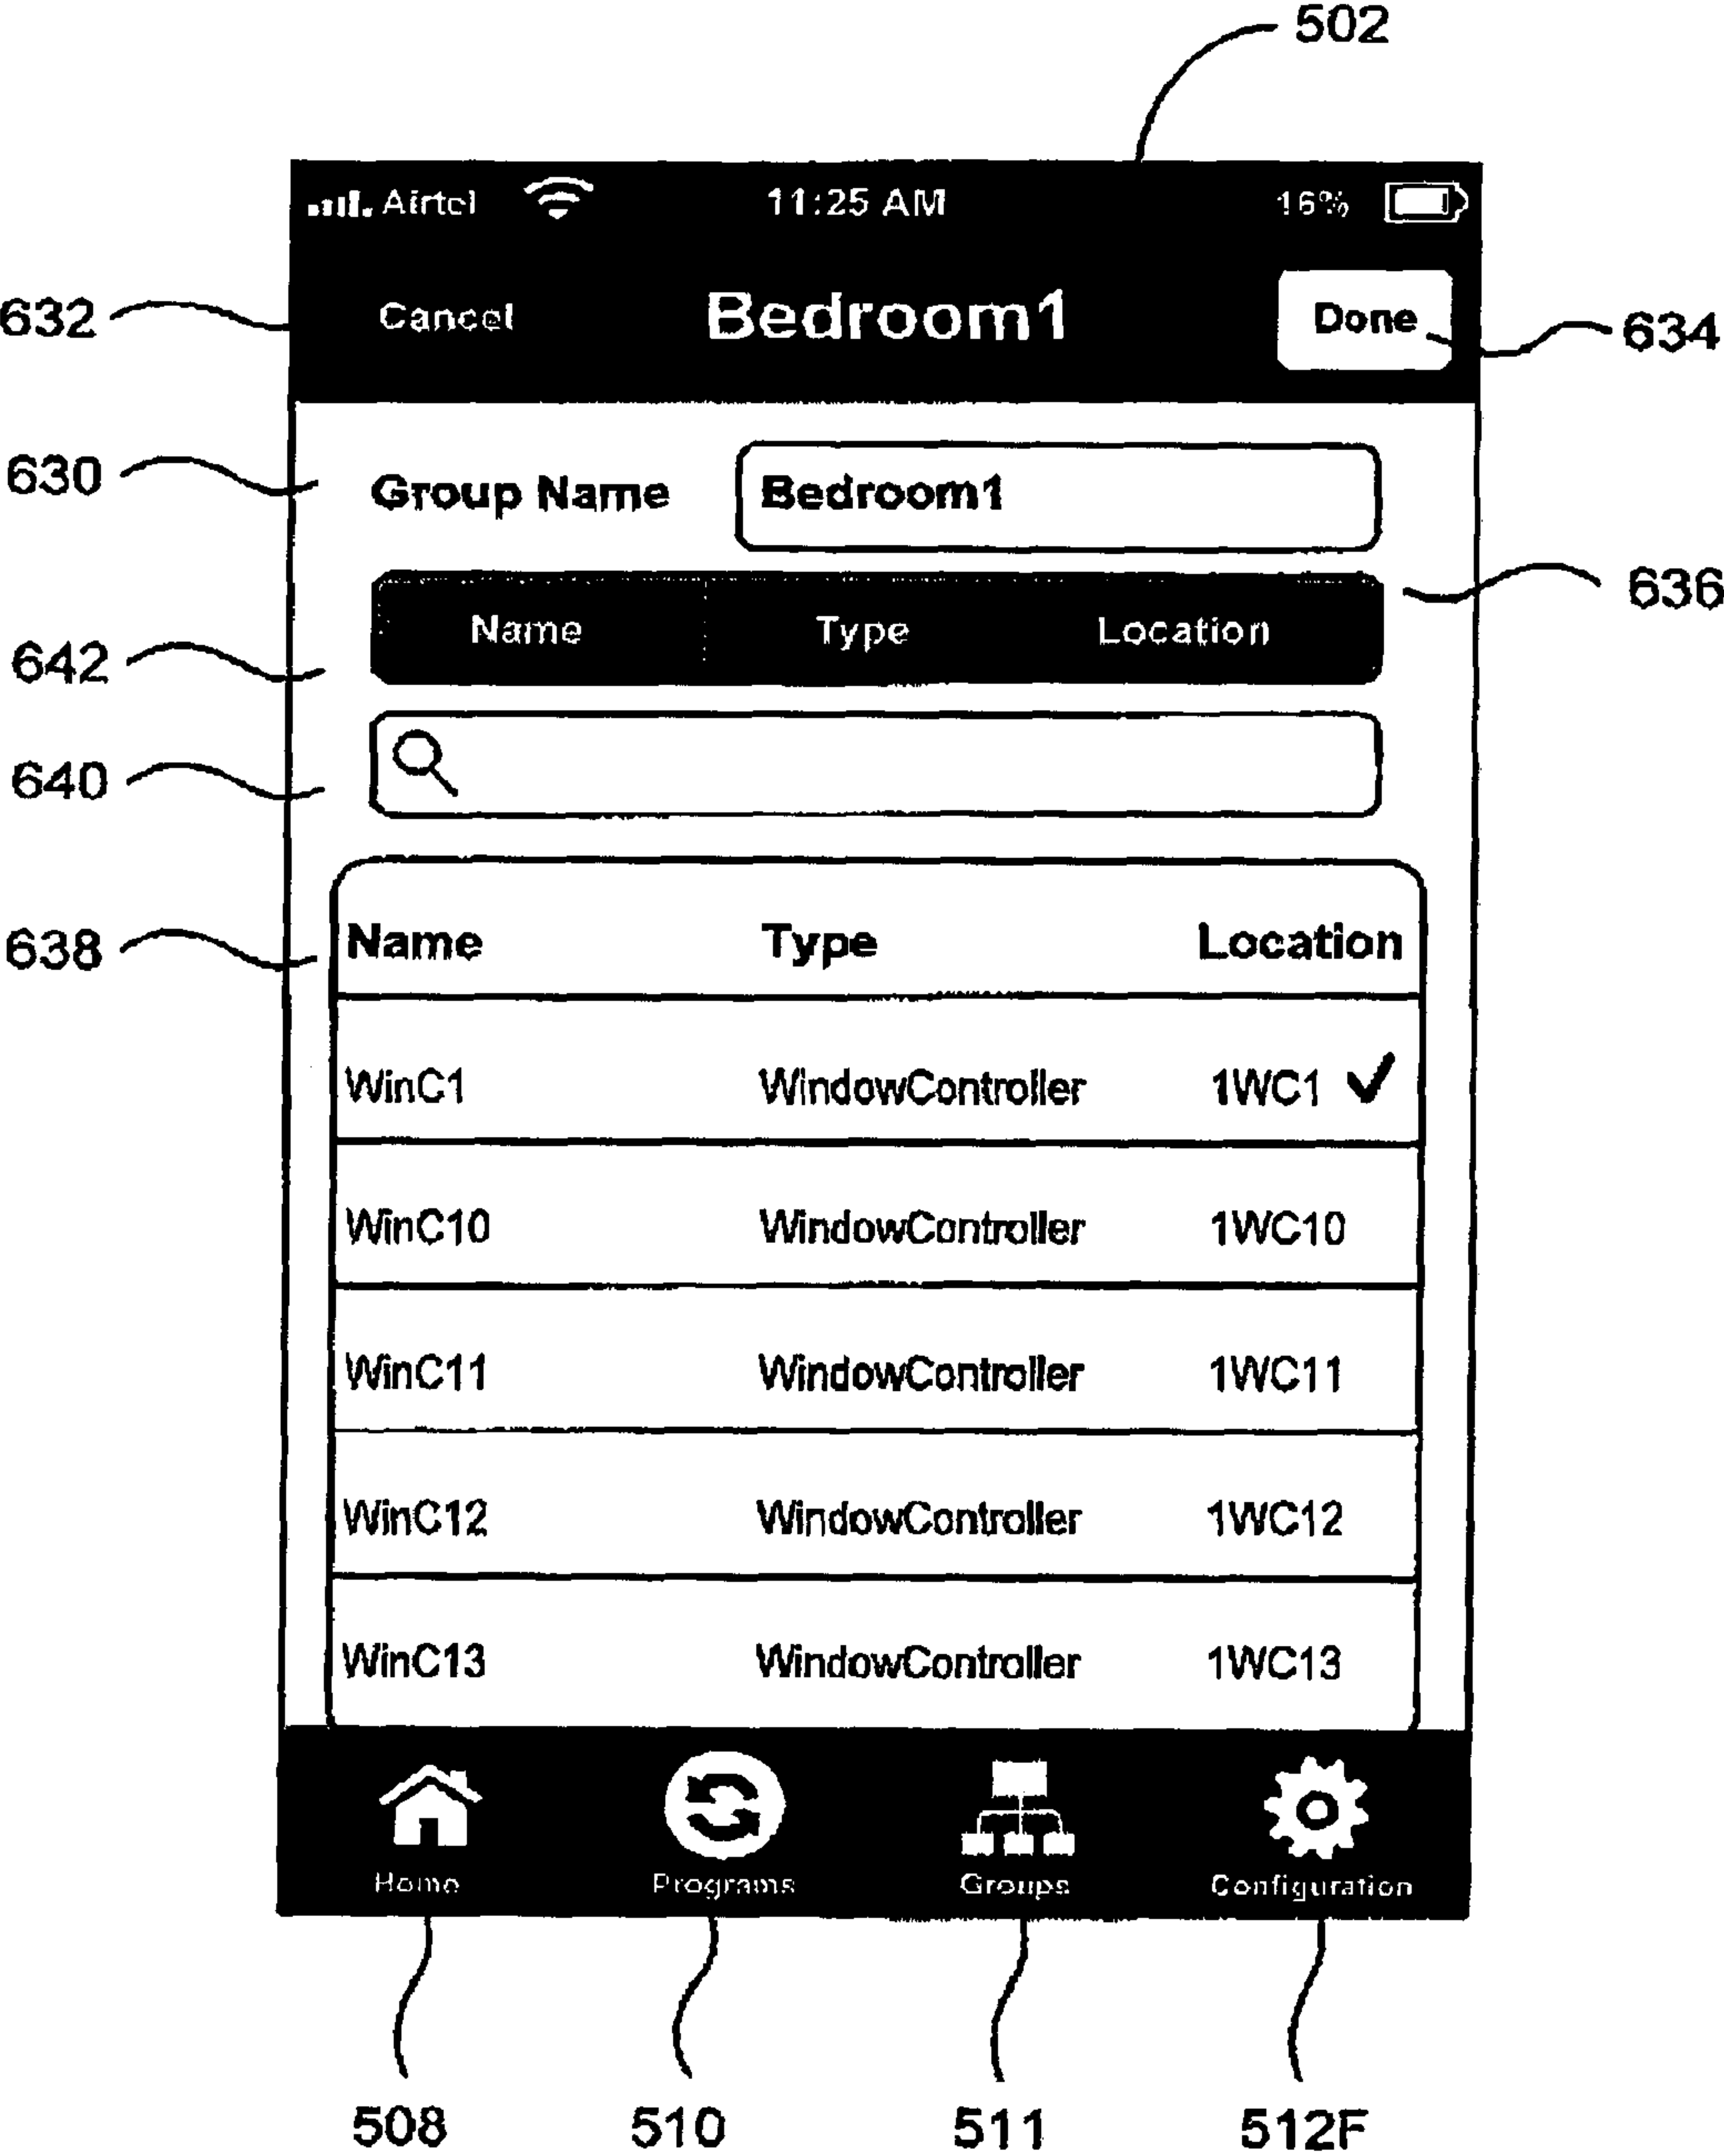 502
Airtel 11:25 AM 16%
632 Cancel Bedroom1 Done 634
630 Group Name Bedroom1
636
Name Type Location
642
640
638 Name Type Location
WinC1 WindowController 1WC1 ✓
WinC10 WindowController 1WC10
WinC11 WindowController 1WC11
WinC12 WindowController 1WC12
WinC13 WindowController 1WC13
Home Programs Groups Configuration
508 510 511 512F